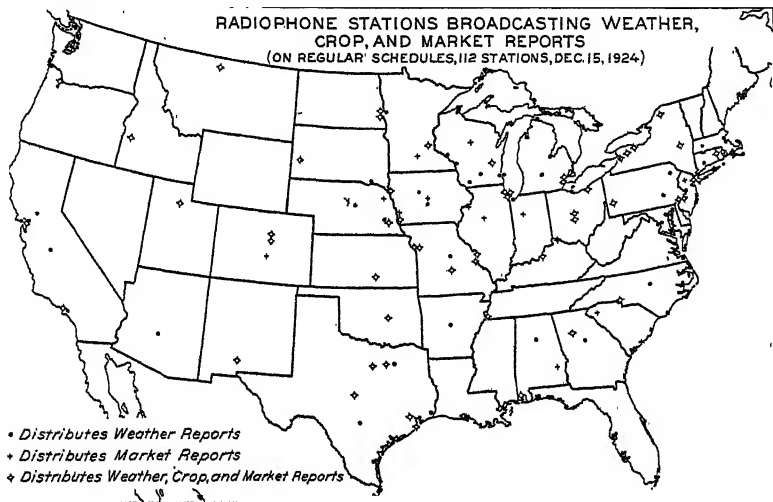 RADIOPHONE STATIONS BROADCASTING WEATHER,
CROP, AND MARKET REPORTS
(ON REGULAR SCHEDULES, 112 STATIONS, DEC. 15, 1924)
• Distributes Weather Reports
+ Distributes Market Reports
✧ Distributes Weather, Crop, and Market Reports